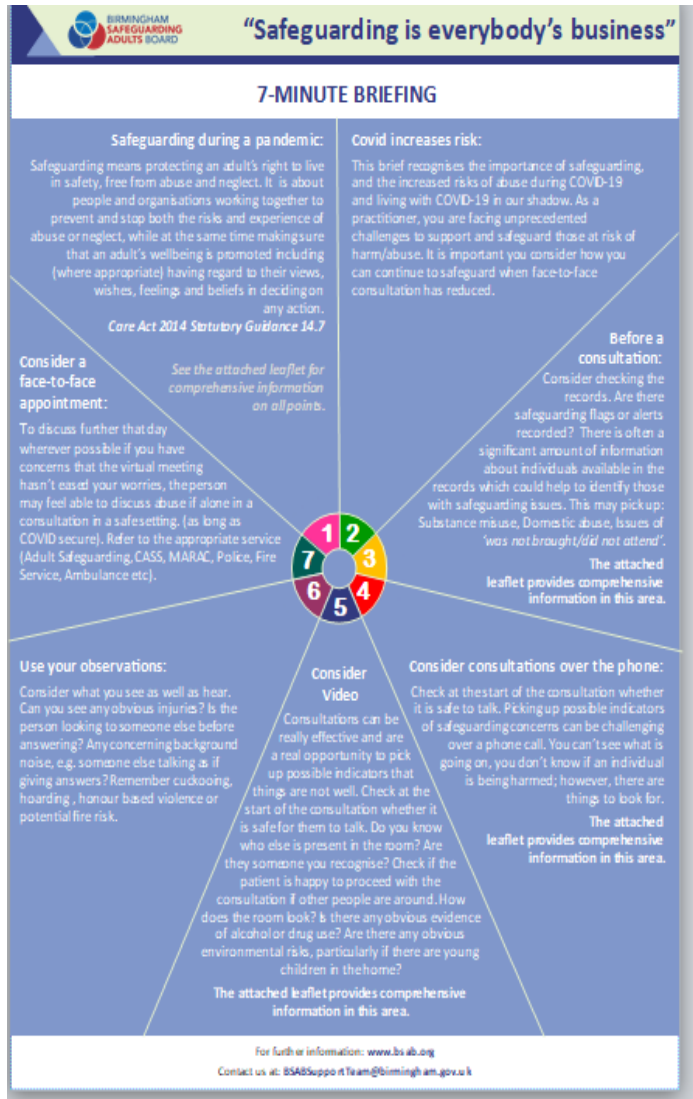 BIRMINGHAM
SAFEGUARDING
ADULTS BOARD
“Safeguarding is everybody’s business”
7-MINUTE BRIEFING
Safeguarding during a pandemic:
Safeguarding means protecting an adult’s right to live
in safety, free from abuse and neglect. It is about
people and organisations working together to
prevent and stop both the risks and experience of
abuse or neglect, while at the same time making sure
that an adult’s wellbeing is promoted including
(where appropriate) having regard to their views,
wishes, feelings and beliefs in deciding on
any action.
Care Act 2014 Statutory Guidance 14.7
See the attached leaflet for
comprehensive information
on all points.
Covid increases risk:
This brief recognises the importance of safeguarding,
and the increased risks of abuse during COVID-19
and living with COVID-19 in our shadow. As a
practitioner, you are facing unprecedented
challenges to support and safeguard those at risk of
harm/abuse. It is important you consider how you
can continue to safeguard when face-to-face
consultation has reduced.
Before a
consultation:
Consider checking the
records. Are there
safeguarding flags or alerts
recorded? There is often a
significant amount of information
about individuals available in the
records which could help to identify those
with safeguarding issues. This may pick up:
Substance misuse, Domestic abuse, Issues of
‘was not brought/did not attend’.
The attached
leaflet provides comprehensive
information in this area.
Consider consultations over the phone:
Check at the start of the consultation whether
it is safe to talk. Picking up possible indicators
of safeguarding concerns can be challenging
over a phone call. You can’t see what is
going on, you don’t know if an individual
is being harmed; however, there are
things to look for.
The attached
leaflet provides comprehensive
information in this area.
Consider
Video
Consultations can be
really effective and are
a real opportunity to pick
up possible indicators that
things are not well. Check at the
start of the consultation whether it
is safe for them to talk. Do you know
who else is present in the room? Are
they someone you recognise? Check if the
patient is happy to proceed with the
consultation if other people are around. How
does the room look? Is there any obvious evidence
of alcohol or drug use? Are there any obvious
environmental risks, particularly if there are young
children in the home?
The attached leaflet provides comprehensive
information in this area.
Use your observations:
Consider what you see as well as hear.
Can you see any obvious injuries? Is the
person looking to someone else before
answering? Any concerning background
noise, e.g. someone else talking as if
giving answers? Remember cuckooing,
hoarding, honour based violence or
potential fire risk.
Consider a
face-to-face
appointment:
To discuss further that day
wherever possible if you have
concerns that the virtual meeting
hasn’t eased your worries, the person
may feel able to discuss abuse if alone in a
consultation in a safe setting. (as long as
COVID secure). Refer to the appropriate service
(Adult Safeguarding, CASS, MARAC, Police, Fire
Service, Ambulance etc).
1
2
3
4
5
6
7
For further information: www.bsab.org
Contact us at: BSABSupportTeam@birmingham.gov.uk